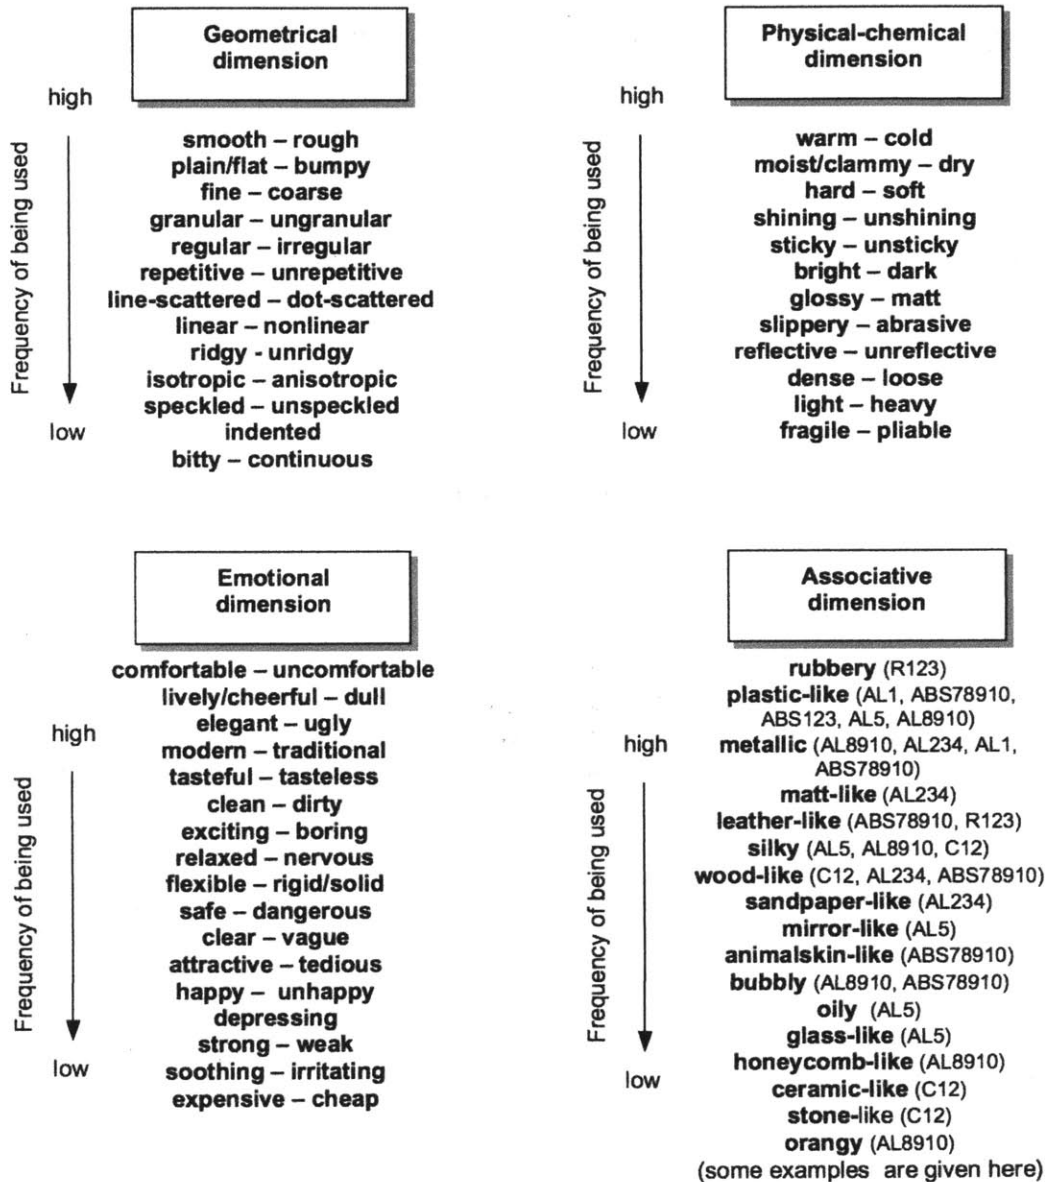 Geometrical
dimension
high
Frequency of being used
low
smooth – rough
plain/flat – bumpy
fine – coarse
granular – ungranular
regular – irregular
repetitive – unrepetitive
line-scattered – dot-scattered
linear – nonlinear
ridgy - unridgy
isotropic – anisotropic
speckled – unspeckled
indented
bitty – continuous
Physical-chemical
dimension
high
Frequency of being used
low
warm – cold
moist/clammy – dry
hard – soft
shining – unshining
sticky – unsticky
bright – dark
glossy – matt
slippery – abrasive
reflective – unreflective
dense – loose
light – heavy
fragile – pliable
Emotional
dimension
high
Frequency of being used
low
comfortable – uncomfortable
lively/cheerful – dull
elegant – ugly
modern – traditional
tasteful – tasteless
clean – dirty
exciting – boring
relaxed – nervous
flexible – rigid/solid
safe – dangerous
clear – vague
attractive – tedious
happy – unhappy
depressing
strong – weak
soothing – irritating
expensive – cheap
Associative
dimension
high
Frequency of being used
low
rubbery (R123)
plastic-like (AL1, ABS78910,
ABS123, AL5, AL8910)
metallic (AL8910, AL234, AL1,
ABS78910)
matt-like (AL234)
leather-like (ABS78910, R123)
silky (AL5, AL8910, C12)
wood-like (C12, AL234, ABS78910)
sandpaper-like (AL234)
mirror-like (AL5)
animalskin-like (ABS78910)
bubbly (AL8910, ABS78910)
oily (AL5)
glass-like (AL5)
honeycomb-like (AL8910)
ceramic-like (C12)
stone-like (C12)
orangy (AL8910)
(some examples are given here)